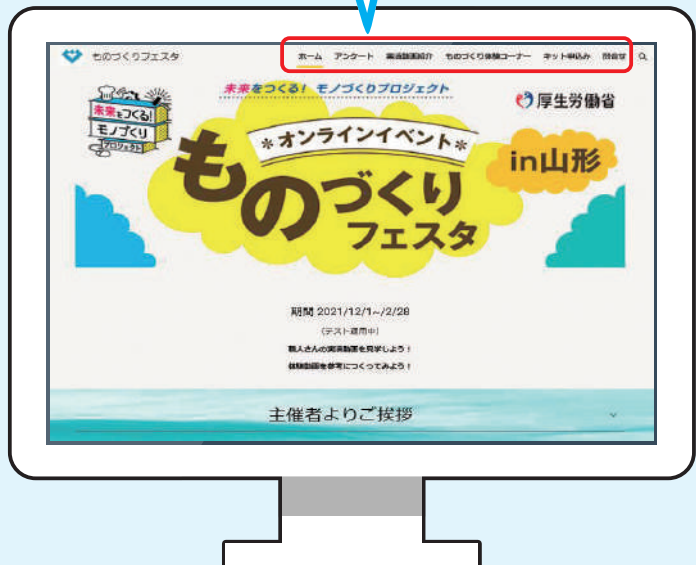 ものづくりフェスタ
ホーム アンケート 実演動画紹介 ものづくり体験コーナー キット申込み 問合せ
未来をつくる! モノづくりプロジェクト
未来をつくる!
モノづくり
プロジェクト
厚生労働省
*オンラインイベント*
in山形
ものづくり
フェスタ
期間 2021/12/1~/2/28
(テスト運用中)
職人さんの実演動画を見学しよう!
体験動画を参考につくってみよう!
主催者よりご挨拶